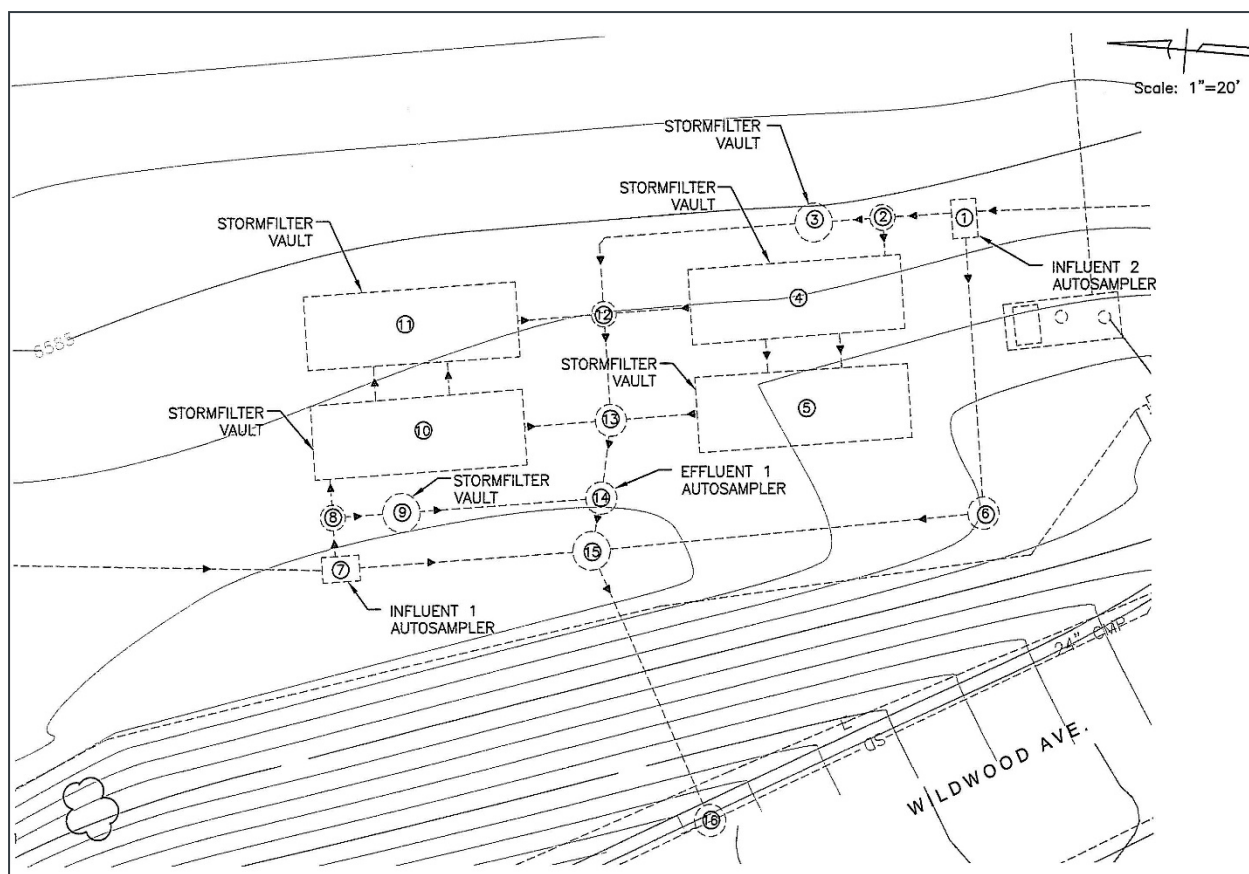 Scale: 1"=20'
STORMFILTER
VAULT
STORMFILTER
VAULT
③
②
①
STORMFILTER
VAULT
INFLUENT 2
AUTOSAMPLER
④
⑪
⑫
6585
STORMFILTER
VAULT
⑤
STORMFILTER
VAULT
⑩
⑬
STORMFILTER
VAULT
EFFLUENT 1
AUTOSAMPLER
⑧
⑨
⑭
⑥
⑮
⑦
INFLUENT 1
AUTOSAMPLER
24" CMP
SD
WILDWOOD AVE.
⑯